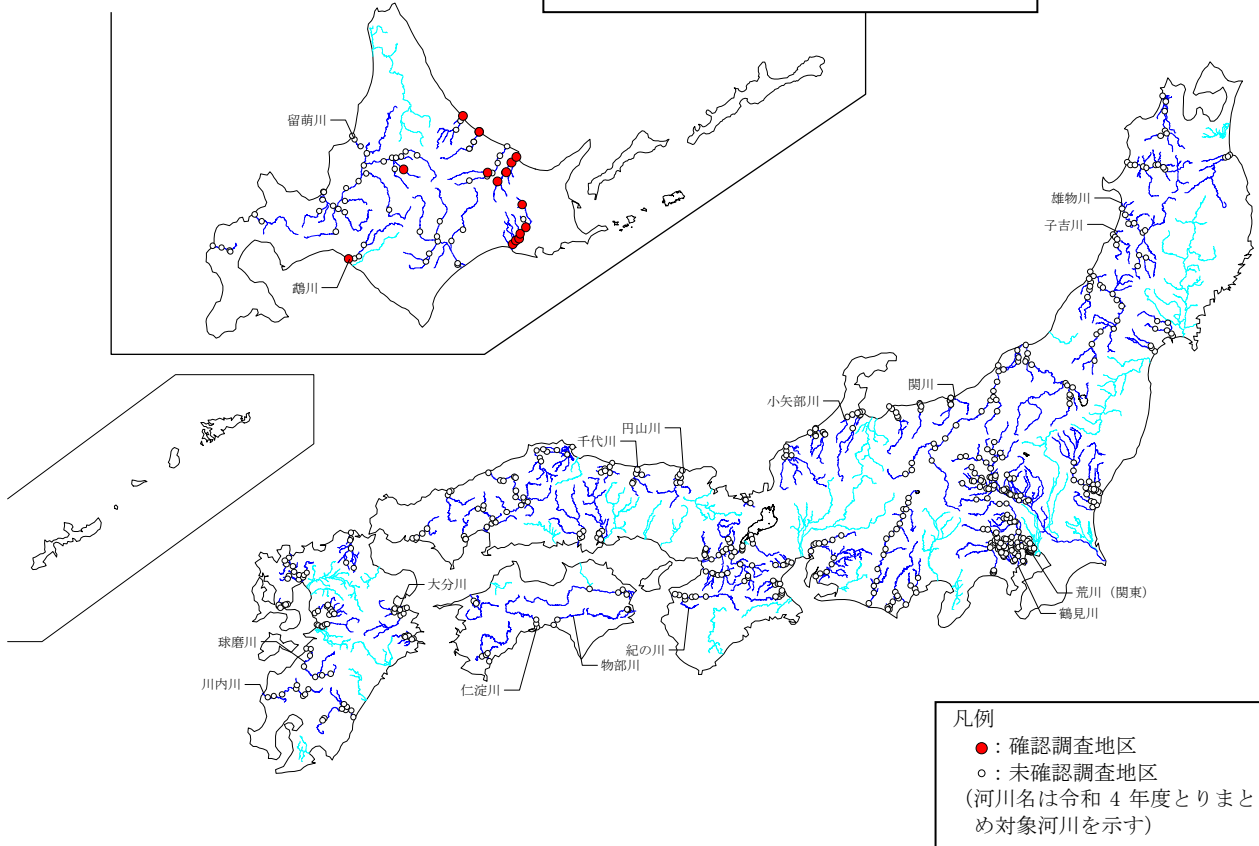 留萌川
鵡川
雄物川
子吉川
関川
小矢部川
円山川
千代川
荒川（関東）
鶴見川
大分川
球磨川
川内川
紀の川
物部川
仁淀川
凡例
：確認調査地区
：未確認調査地区
(河川名は令和 4 年度とりまと
め対象河川を示す)